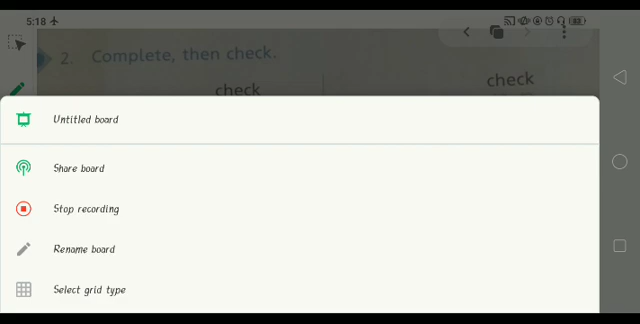 5:18
2. Complete, then check.
check
check
Untitled board
Share board
Stop recording
Rename board
Select grid type